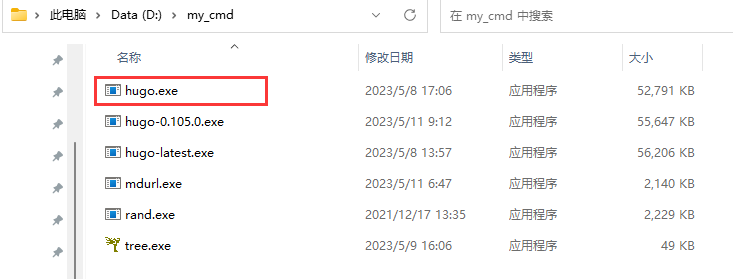 此电脑 > Data (D:) > my_cmd
在 my_cmd 中搜索
名称 修改日期 类型 大小
hugo.exe 2023/5/8 17:06 应用程序 52,791 KB
hugo-0.105.0.exe 2023/5/11 9:12 应用程序 55,647 KB
hugo-latest.exe 2023/5/8 13:57 应用程序 56,206 KB
mdurl.exe 2023/5/11 6:47 应用程序 2,140 KB
rand.exe 2021/12/17 13:35 应用程序 2,229 KB
tree.exe 2023/5/9 16:06 应用程序 49 KB